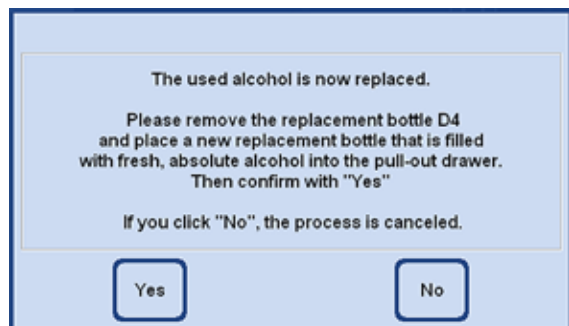 The used alcohol is now replaced.
Please remove the replacement bottle D4
and place a new replacement bottle that is filled
with fresh, absolute alcohol into the pull-out drawer.
Then confirm with "Yes"
If you click "No", the process is canceled.
Yes
No